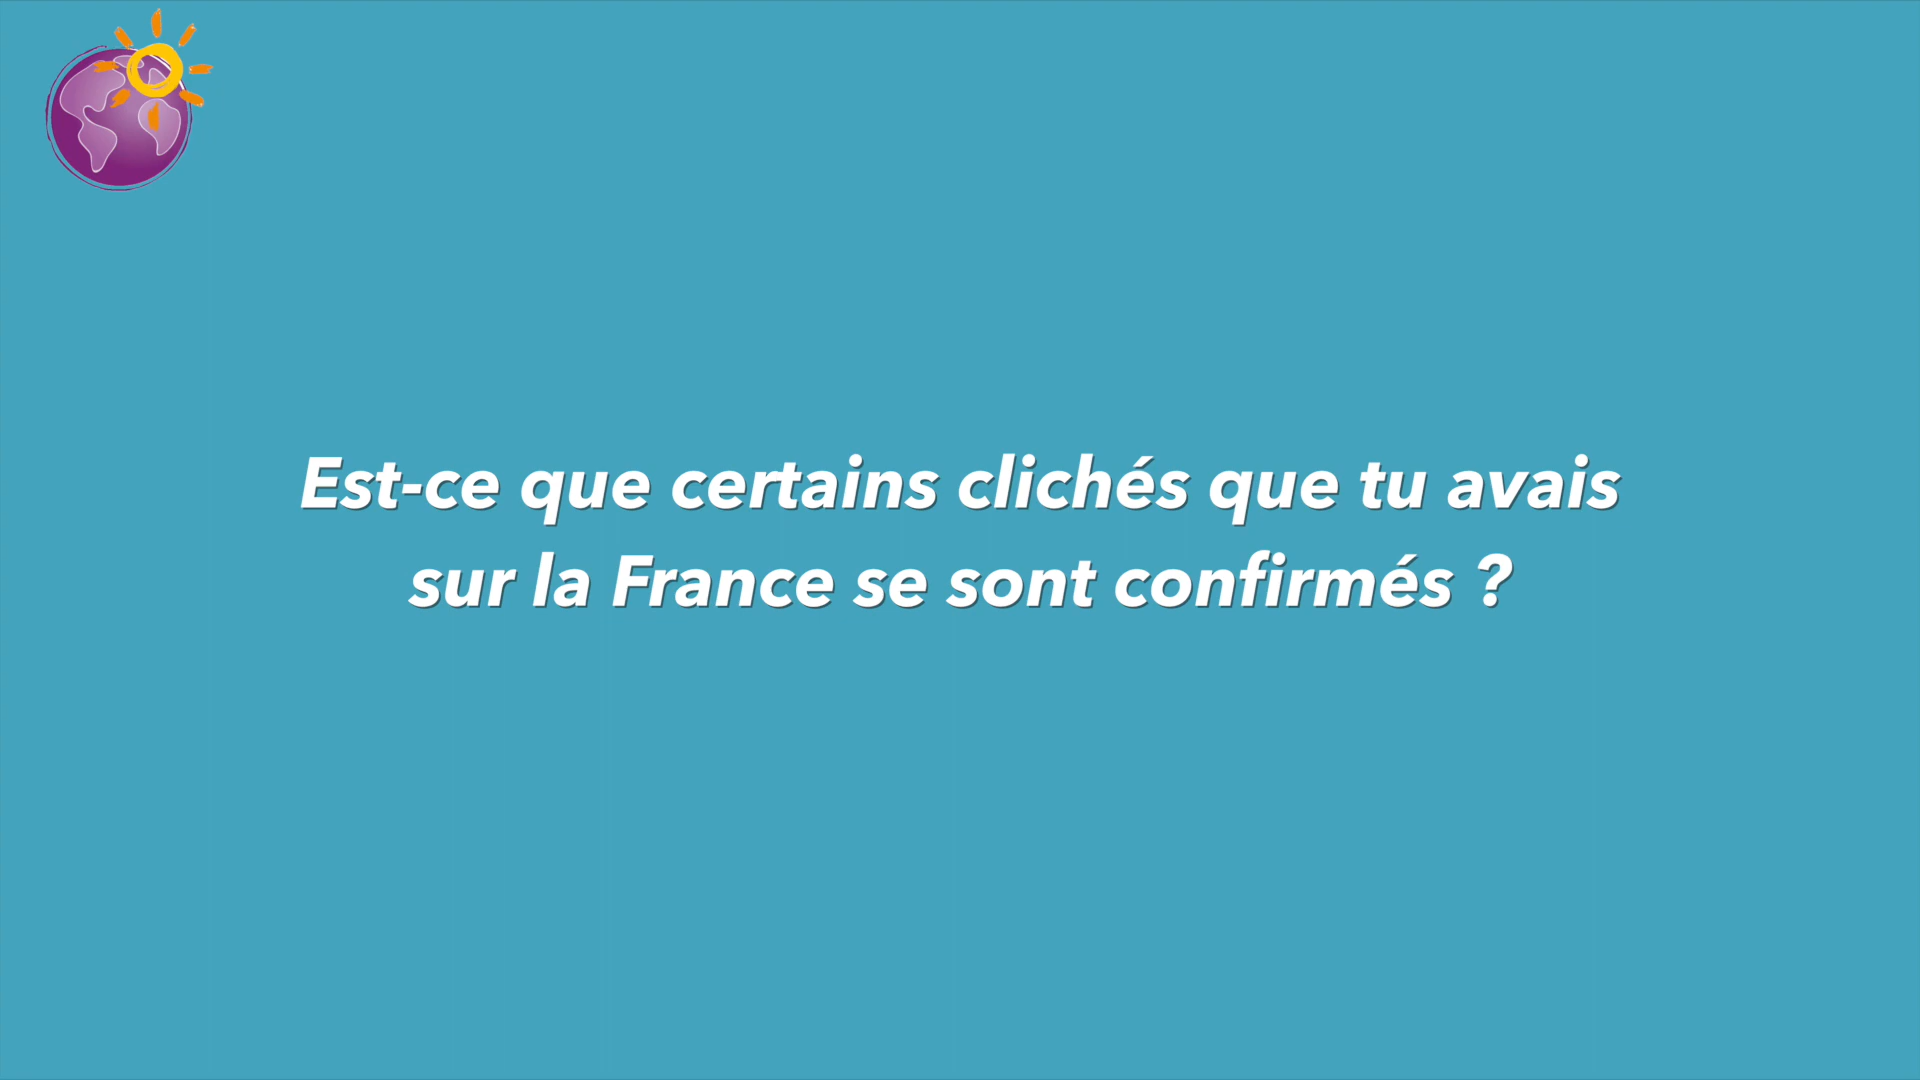 Est-ce que certains clichés que tu avais
sur la France se sont confirmés ?